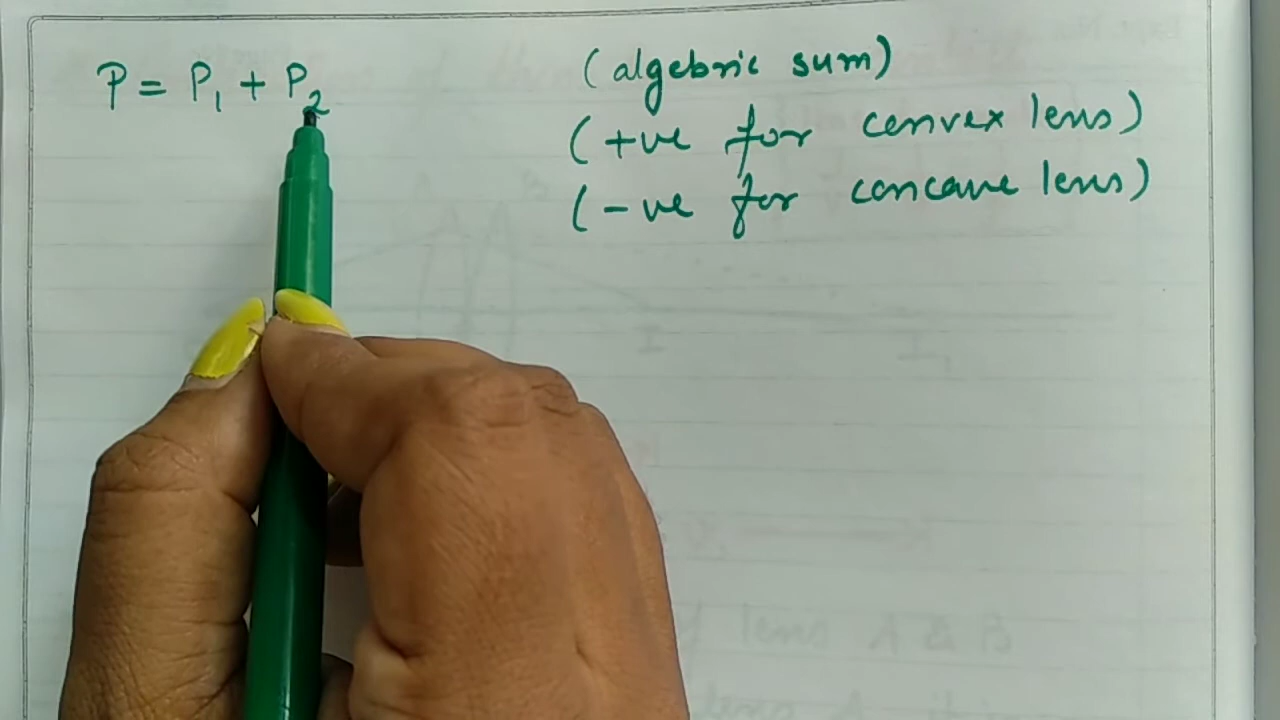 P = P₁ + P₂ (algebric sum)
(+ve for convex lens)
(-ve for concave lens)